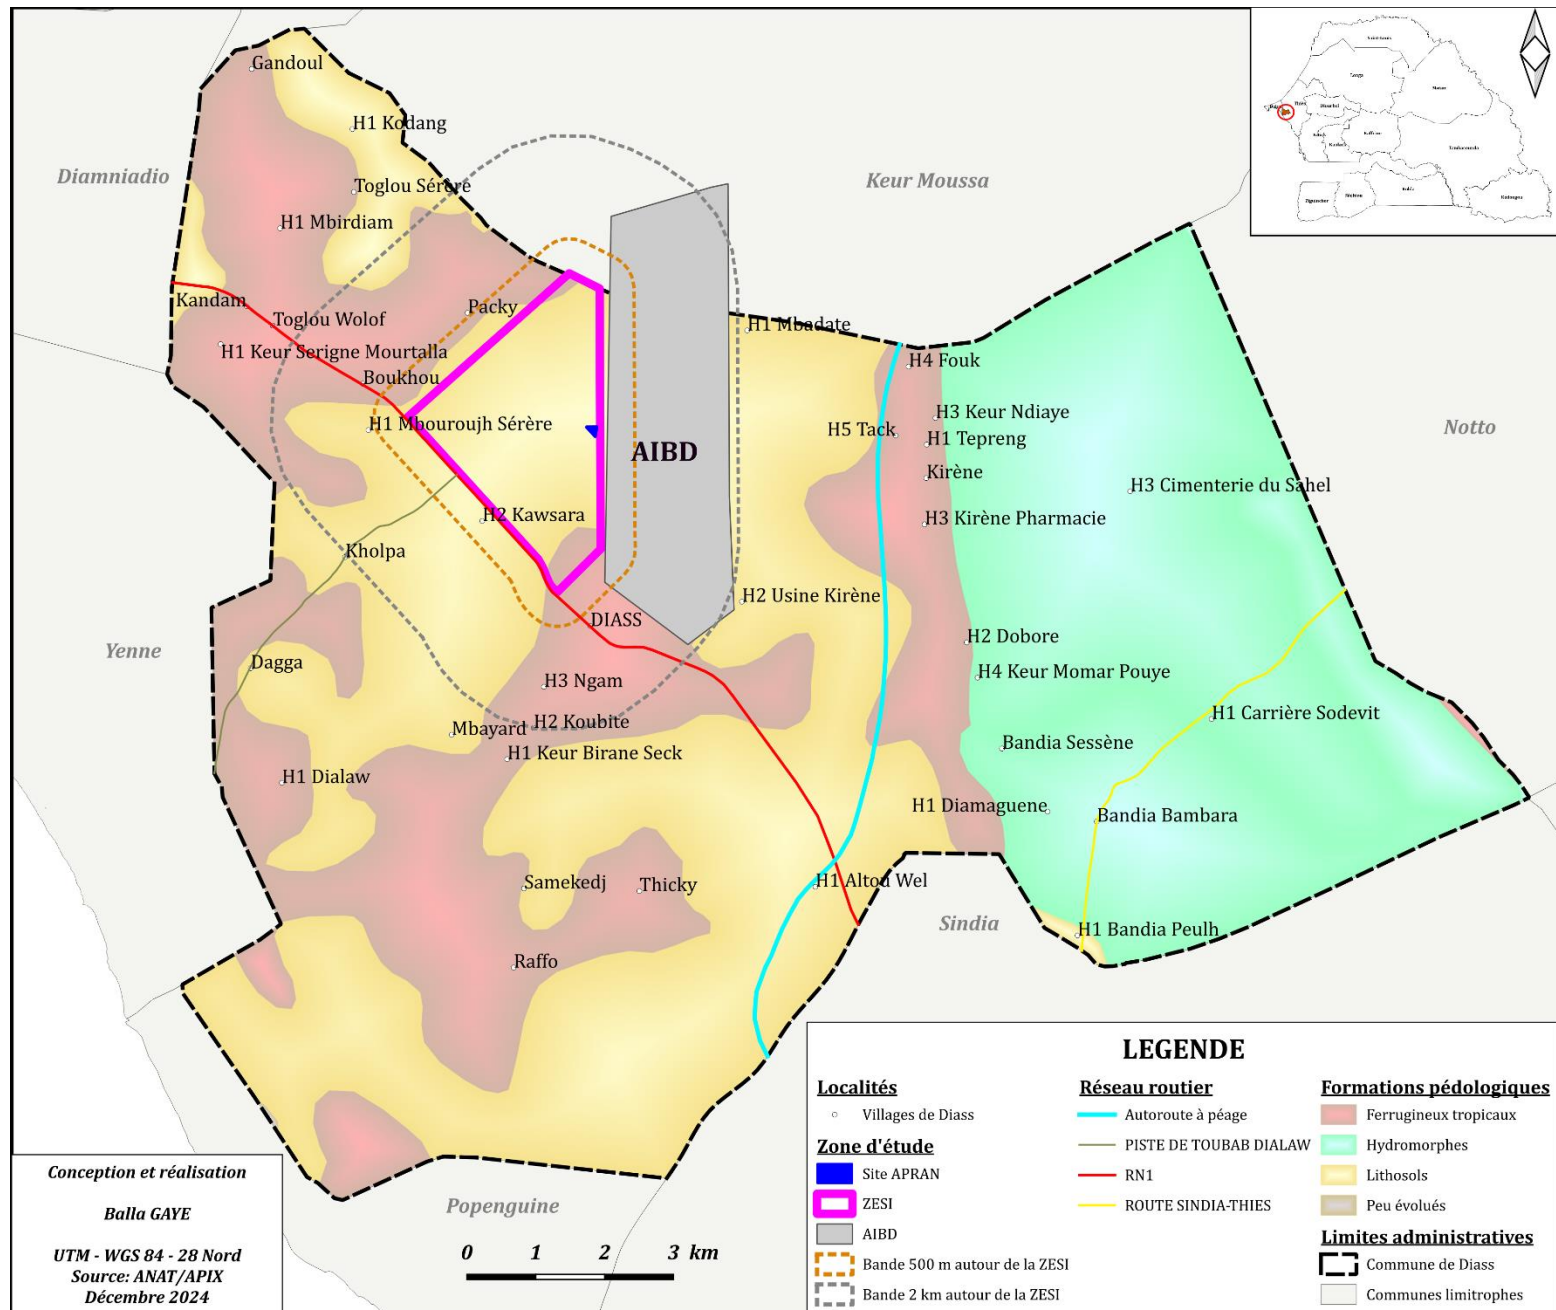 Gandoul
H1 Kodang
Diamniadio
Toglou Sérère
Keur Moussa
H1 Mbirdiam
Kandam
Toglou Wolof
Packy
H1 Mbadate
H1 Keur Serigne Mourtalla
Boukhou
H4 Fouk
H1 Mbouroujh Sérère
AIBD
H3 Keur Ndiaye
H5 Tack
H1 Tepreng
Notto
Kirène
H3 Cimenterie du Sahel
H2 Kawsara
H3 Kirène Pharmacie
Kholpa
H2 Usine Kirène
DIASS
Yenne
Dagga
H2 Dobore
H3 Ngam
H4 Keur Momar Pouye
H2 Koubite
Mbayard
H1 Carrière Sodevit
H1 Keur Birane Seck
Bandia Sessène
H1 Dialaw
H1 Diamaguene
Bandia Bambara
Samekedj
Thicky
H1 Altou Wel
Sindia
H1 Bandia Peulh
Raffo
Popenguine
0 1 2 3 km
Conception et réalisation
Balla GAYE
UTM - WGS 84 - 28 Nord
Source: ANAT/APIX
Décembre 2024
LEGENDE
Localités
Villages de Diass
Zone d'étude
Site APRAN
ZESI
AIBD
Bande 500 m autour de la ZESI
Bande 2 km autour de la ZESI
Réseau routier
Autoroute à péage
PISTE DE TOUBAB DIALAW
RN1
ROUTE SINDIA-THIES
Formations pédologiques
Ferrugineux tropicaux
Hydromorphes
Lithosols
Peu évolués
Limites administratives
Commune de Diass
Communes limitrophes